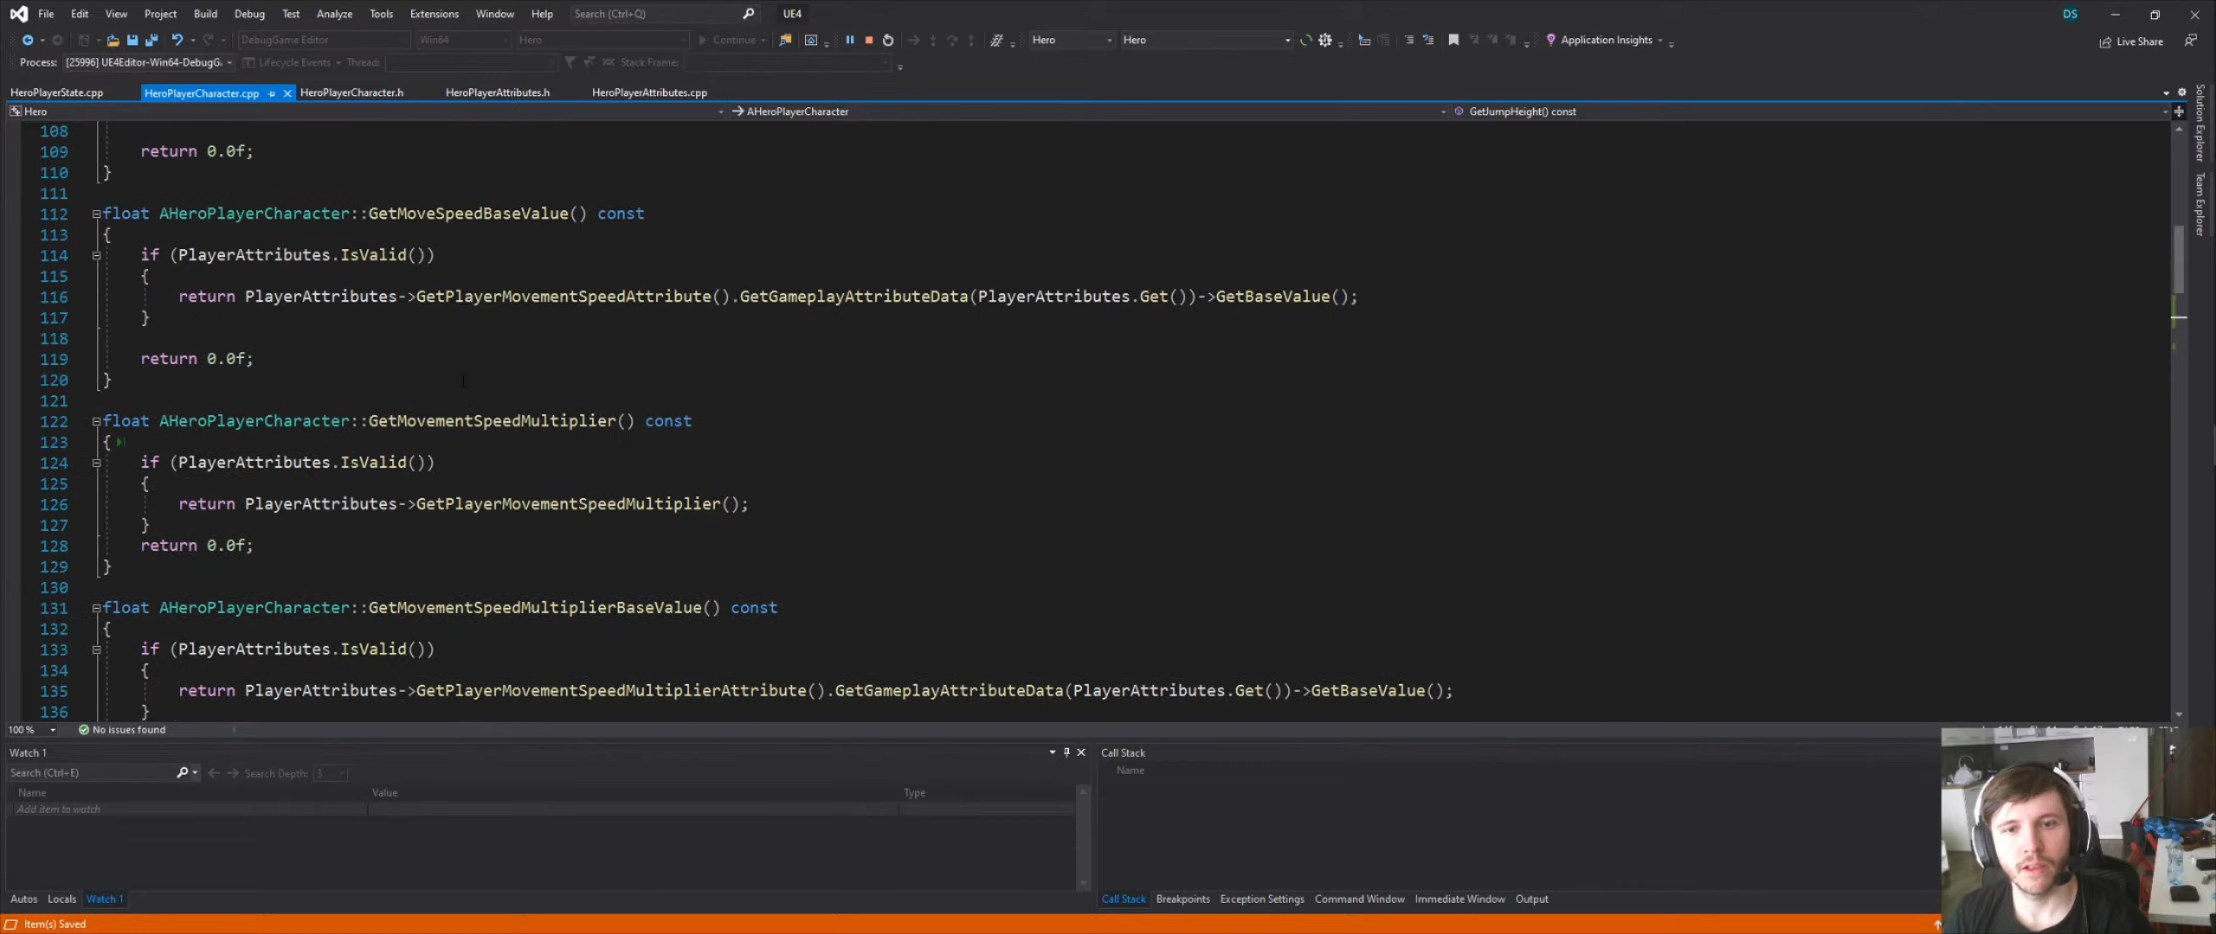 File Edit View Project Build Debug Test Analyze Tools Extensions Window Help Search (Ctrl+Q) UE4 DS
DebugGame Editor Win64 Hero Continue Hero Hero Application Insights Live Share
Process: [25996] UE4Editor-Win64-DebugG Lifecycle Events Thread: Stack Frame:
HeroPlayerState.cpp HeroPlayerCharacter.cpp HeroPlayerCharacter.h HeroPlayerAttributes.h HeroPlayerAttributes.cpp
Hero AHeroPlayerCharacter GetJumpHeight() const
Solution Explorer
Team Explorer
108
109 return 0.0f;
110 }
111
112 float AHeroPlayerCharacter::GetMoveSpeedBaseValue() const
113 {
114 if (PlayerAttributes.IsValid())
115 {
116 return PlayerAttributes->GetPlayerMovementSpeedAttribute().GetGameplayAttributeData(PlayerAttributes.Get())->GetBaseValue();
117 }
118
119 return 0.0f;
120 }
121
122 float AHeroPlayerCharacter::GetMovementSpeedMultiplier() const
123 {
124 if (PlayerAttributes.IsValid())
125 {
126 return PlayerAttributes->GetPlayerMovementSpeedMultiplier();
127 }
128 return 0.0f;
129 }
130
131 float AHeroPlayerCharacter::GetMovementSpeedMultiplierBaseValue() const
132 {
133 if (PlayerAttributes.IsValid())
134 {
135 return PlayerAttributes->GetPlayerMovementSpeedMultiplierAttribute().GetGameplayAttributeData(PlayerAttributes.Get())->GetBaseValue();
136 }
100 % No issues found
Watch 1 Call Stack
Search (Ctrl+E) Search Depth: 3 Name
Name Value Type
Add item to watch
Autos Locals Watch 1 Call Stack Breakpoints Exception Settings Command Window Immediate Window Output
Item(s) Saved